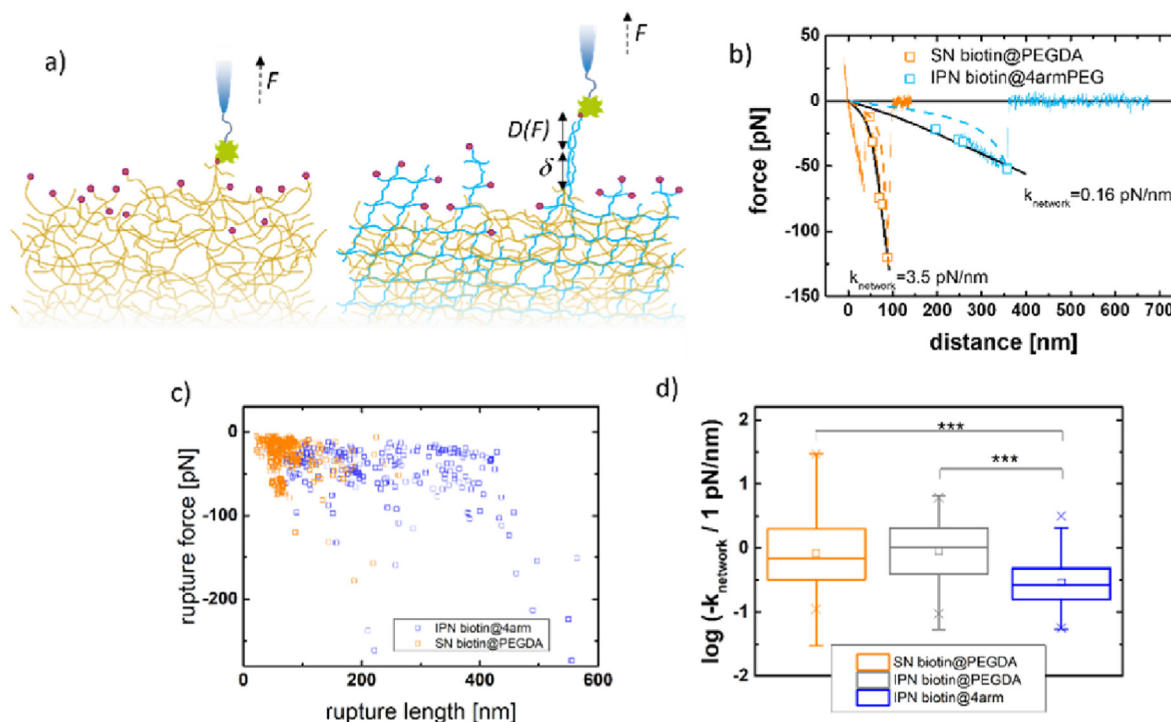 a)
F
F
D(F)
δ
b)
SN biotin@PEGDA
IPN biotin@4armPEG
force [pN]
50
0
-50
-100
-150
k_network=0.16 pN/nm
k_network=3.5 pN/nm
0 100 200 300 400 500 600 700
distance [nm]
c)
rupture force [pN]
0
-100
-200
IPN biotin@4arm
SN biotin@PEGDA
0 200 400 600
rupture length [nm]
d)
log (-k_network / 1 pN/nm)
2
1
0
-1
-2
***
***
SN biotin@PEGDA
IPN biotin@PEGDA
IPN biotin@4arm